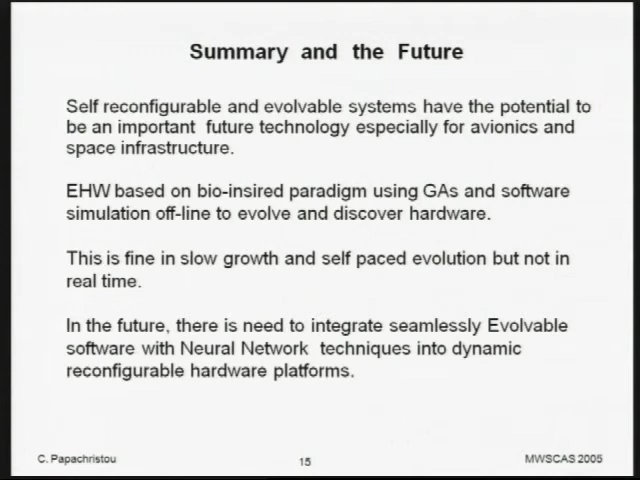 Summary and the Future
Self reconfigurable and evolvable systems have the potential to
be an important future technology especially for avionics and
space infrastructure.
EHW based on bio-insired paradigm using GAs and software
simulation off-line to evolve and discover hardware.
This is fine in slow growth and self paced evolution but not in
real time.
In the future, there is need to integrate seamlessly Evolvable
software with Neural Network techniques into dynamic
reconfigurable hardware platforms.
C. Papachristou
15
MWSCAS 2005